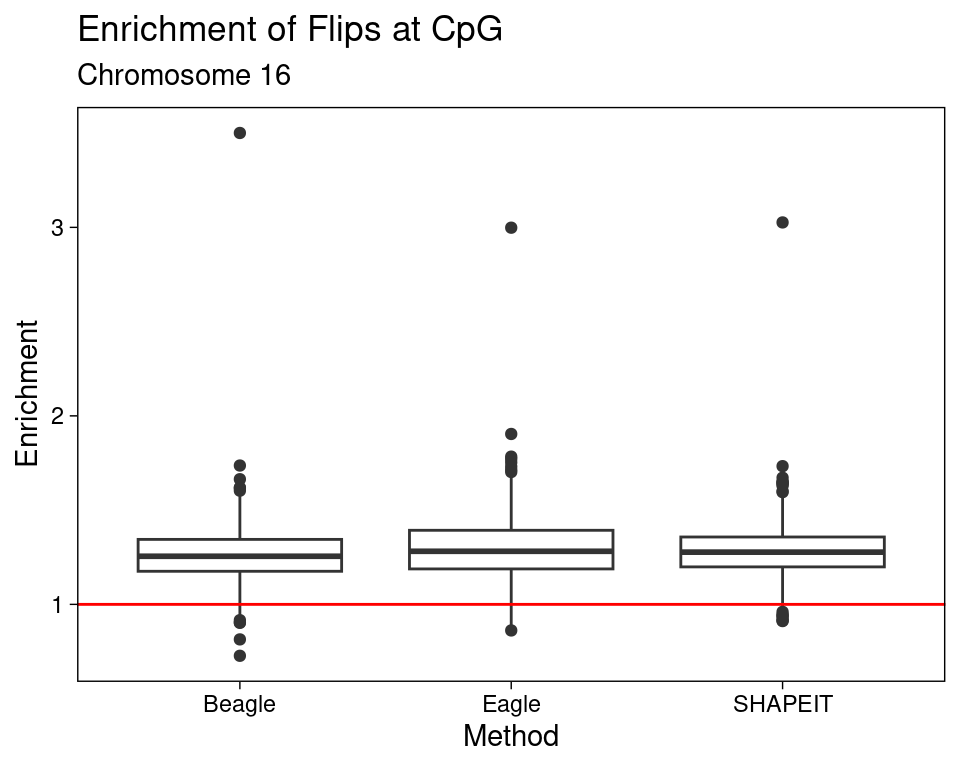 Enrichment of Flips at CpG
Chromosome 16
3
2
1
Enrichment
Beagle
Eagle
SHAPEIT
Method